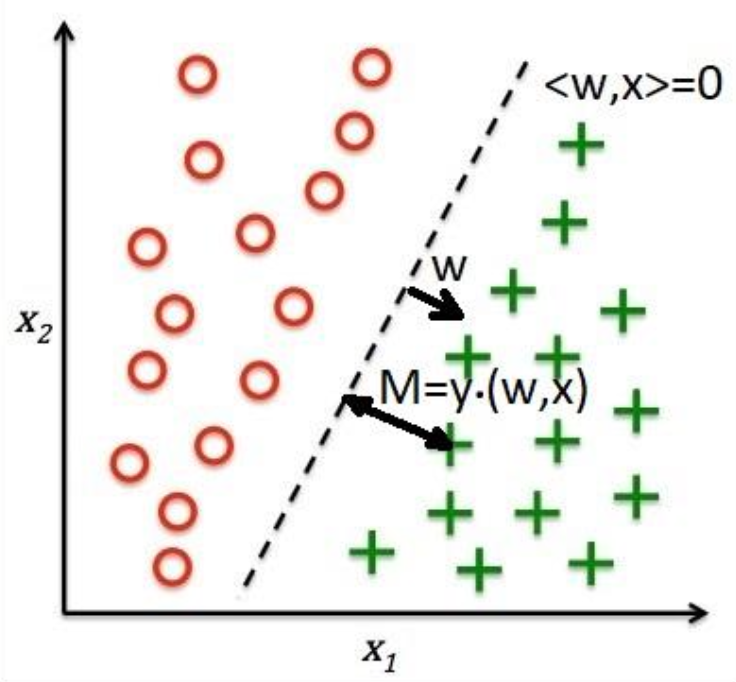 <w,x>=0
w
x₂
M=y·(w,x)
x₁